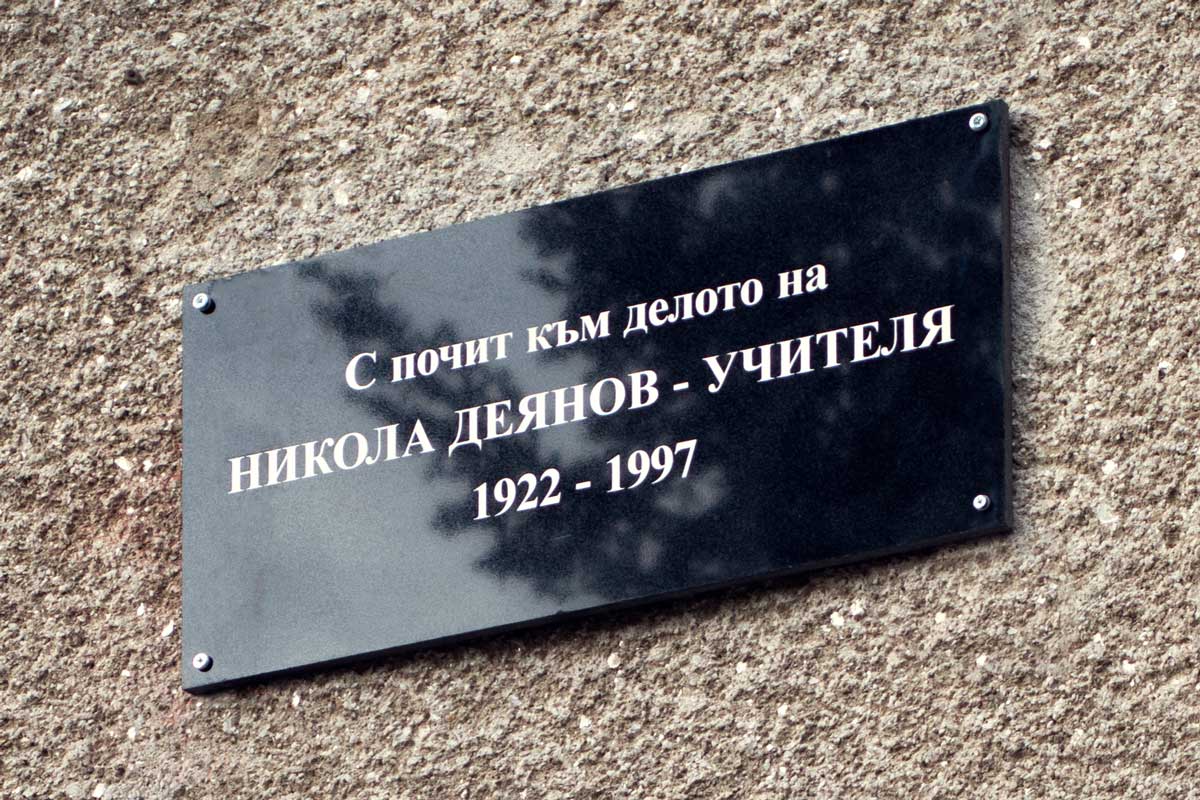 С почит към делото на
НИКОЛА ДЕЯНОВ - УЧИТЕЛЯ
1922 - 1997